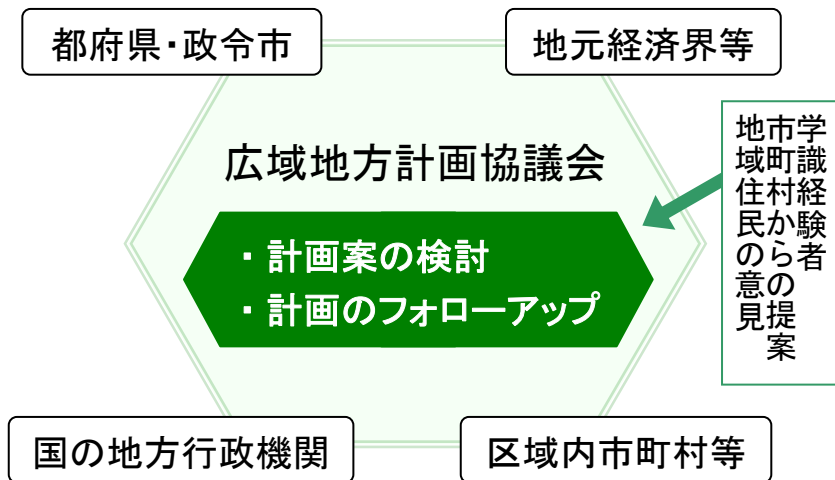 都府県・政令市
地元経済界等
広域地方計画協議会
・計画案の検討
・計画のフォローアップ
学識経験者
市町村からの提案
地域住民の意見
国の地方行政機関
区域内市町村等